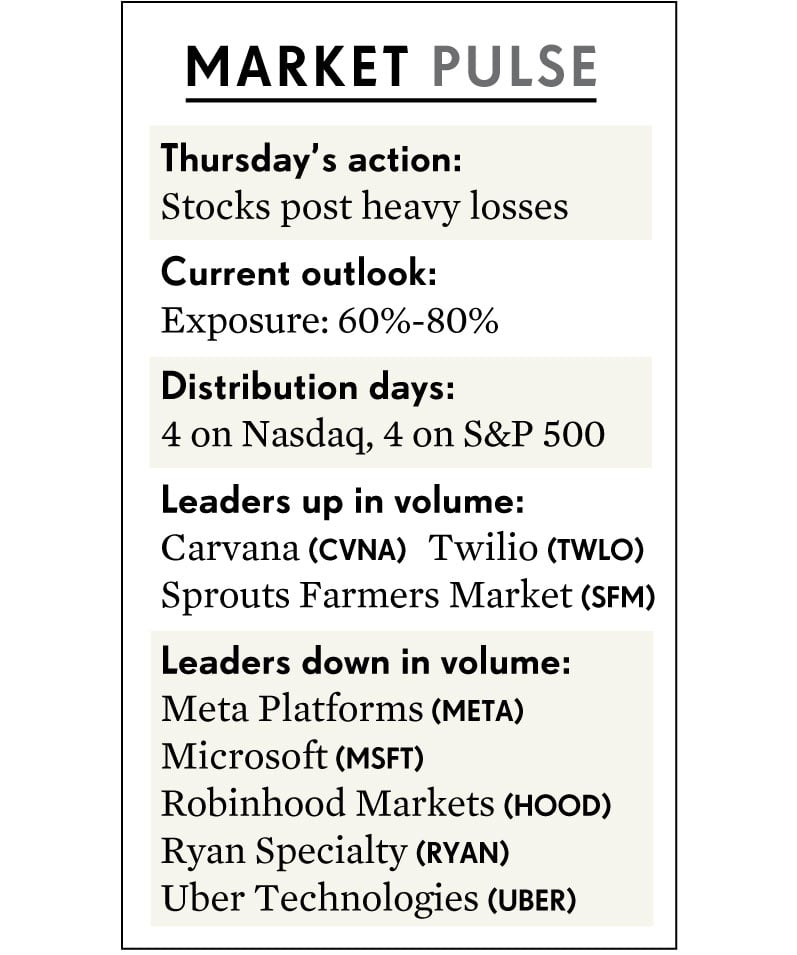 MARKET PULSE
Thursday's action:
Stocks post heavy losses
Current outlook:
Exposure: 60%-80%
Distribution days:
4 on Nasdaq, 4 on S&P 500
Leaders up in volume:
Carvana (CVNA) Twilio (TWLO)
Sprouts Farmers Market (SFM)
Leaders down in volume:
Meta Platforms (META)
Microsoft (MSFT)
Robinhood Markets (HOOD)
Ryan Specialty (RYAN)
Uber Technologies (UBER)